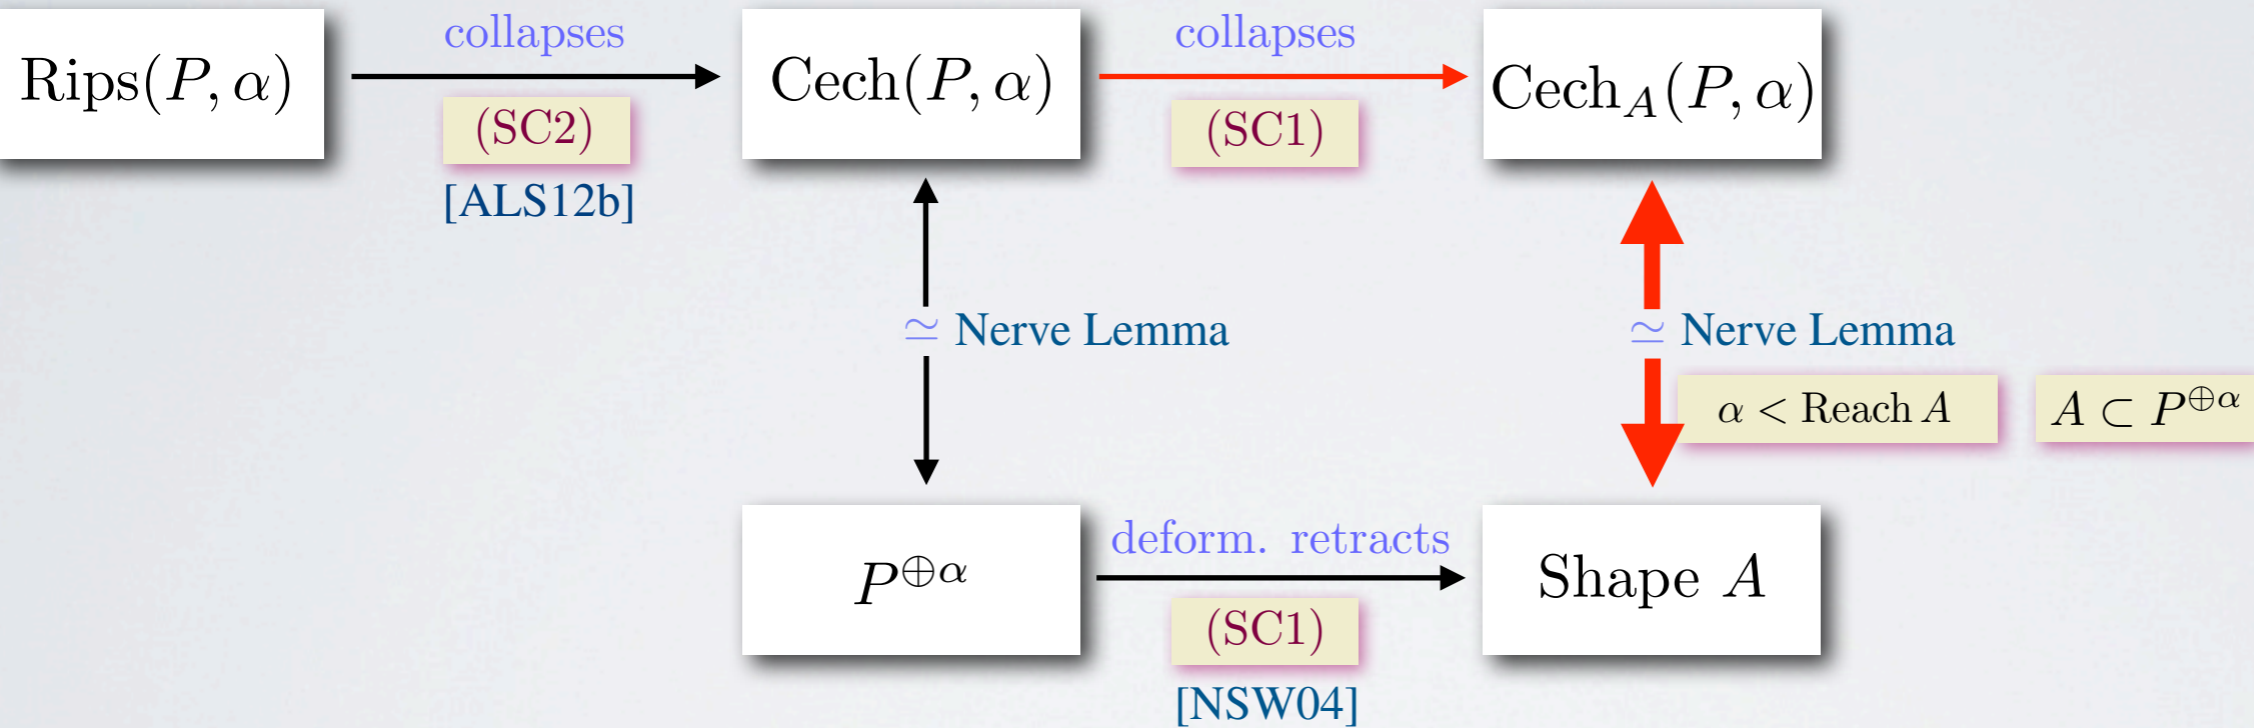 collapses
collapses
Rips(P, α)
Cech(P, α)
Cech_A(P, α)
(SC2)
(SC1)
[ALS12b]
≃ Nerve Lemma
≃ Nerve Lemma
α < Reach A
A ⊂ P^{⊕α}
deform. retracts
P^{⊕α}
Shape A
(SC1)
[NSW04]